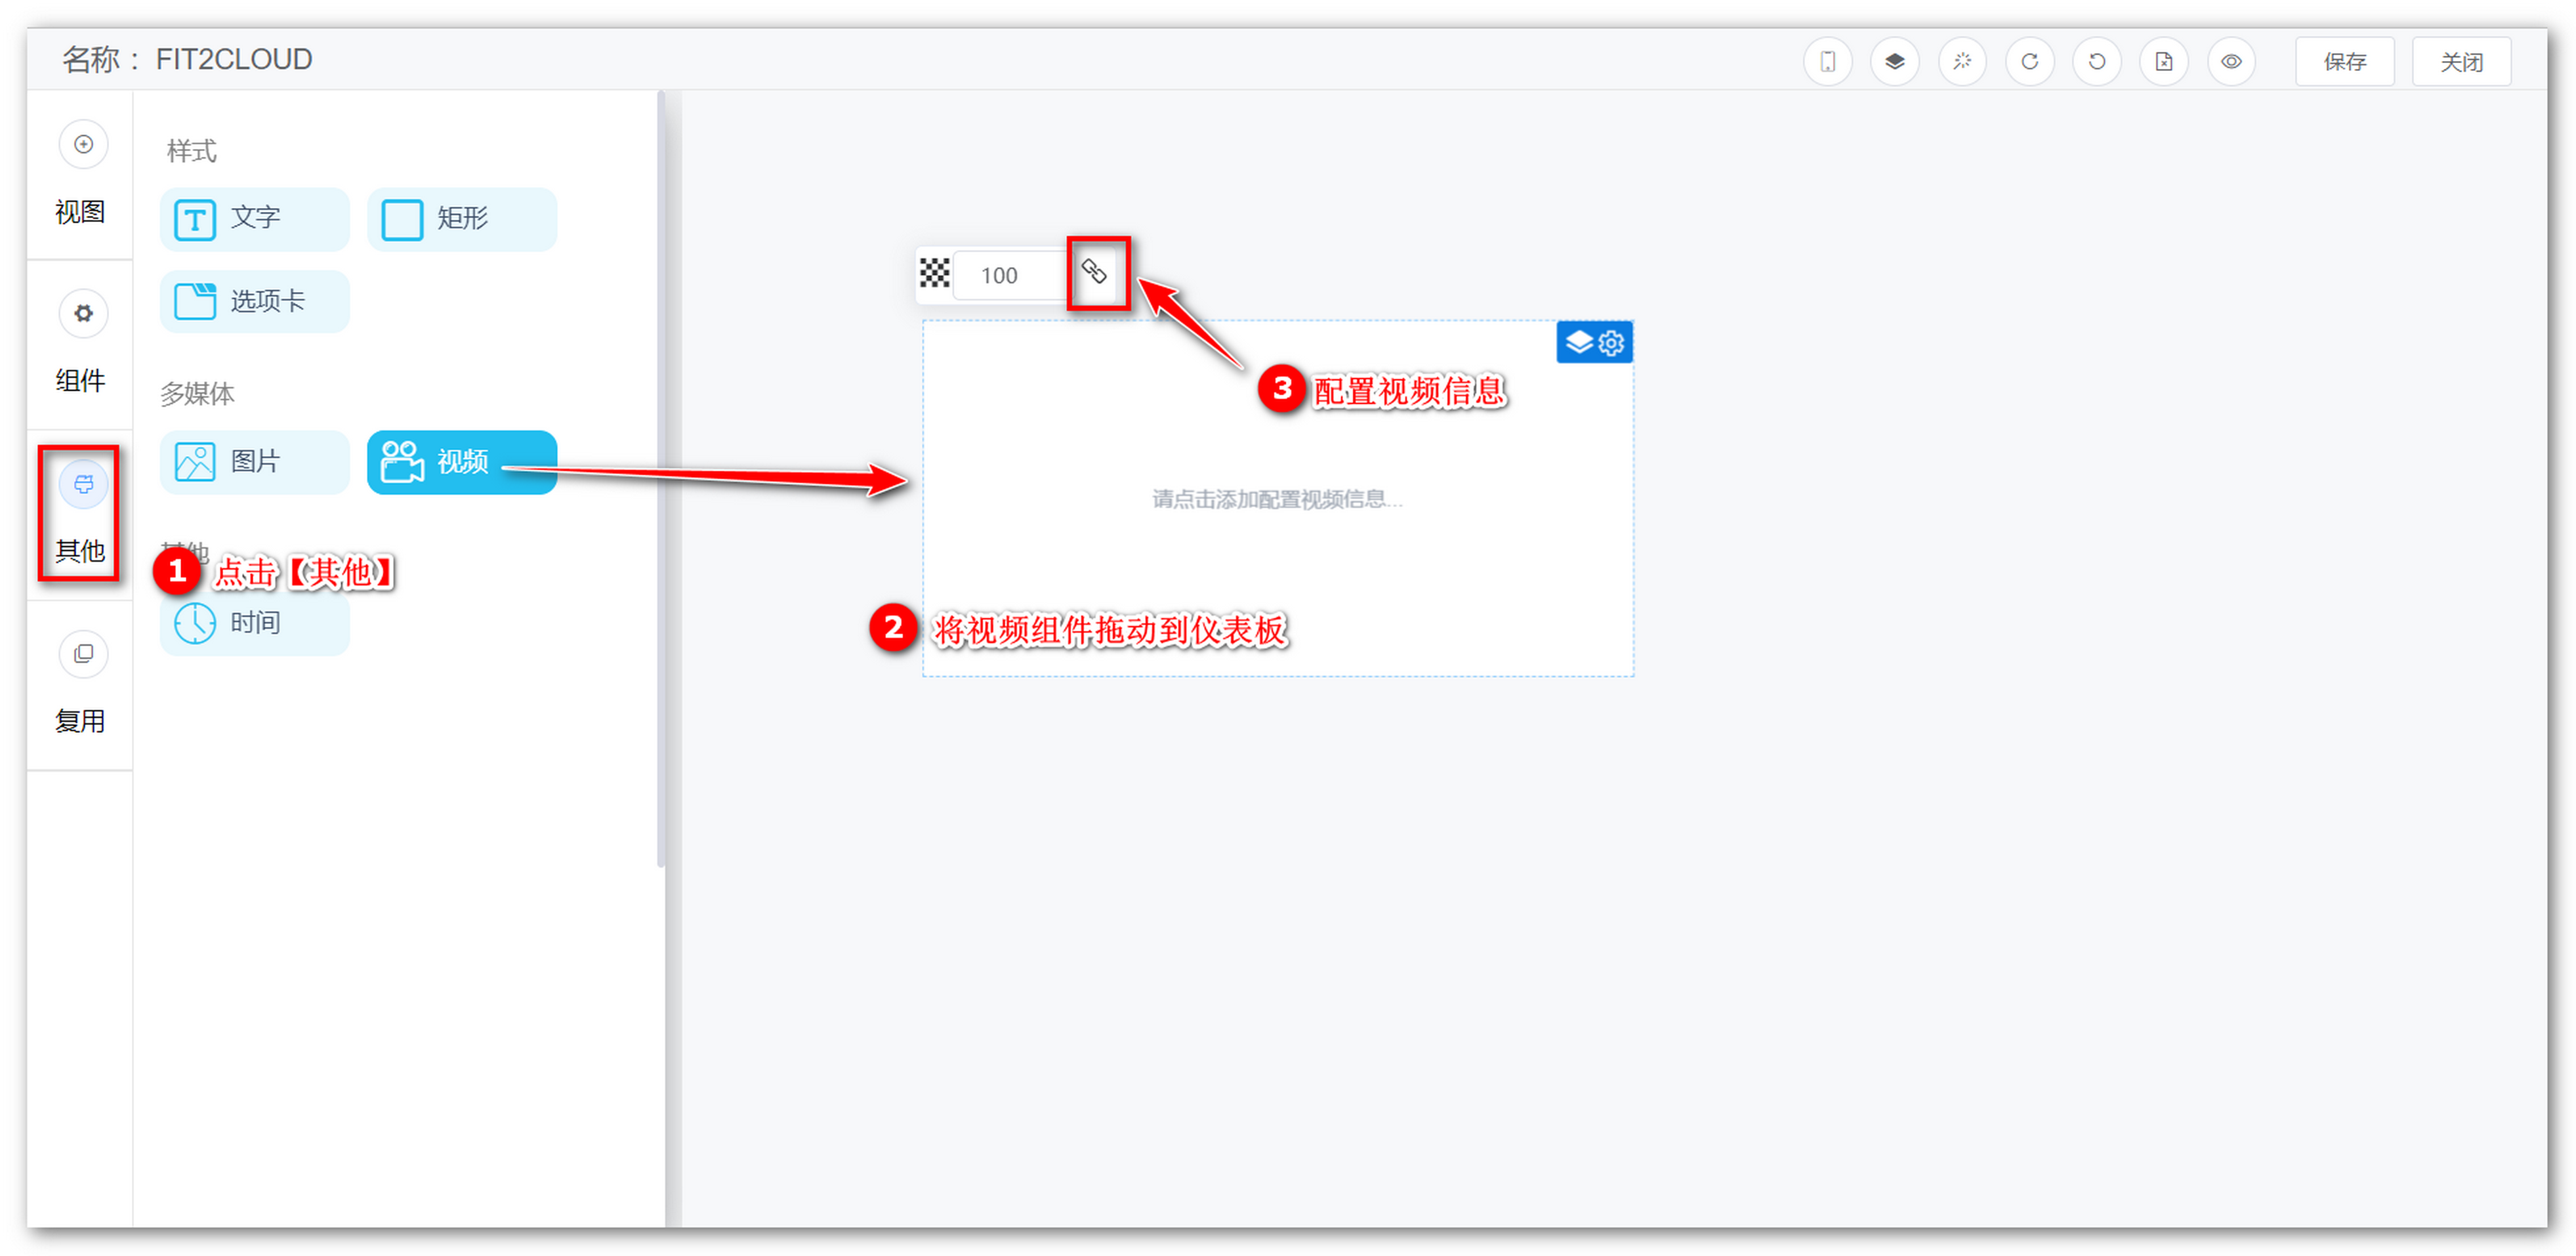 名称： FIT2CLOUD
保存
关闭
视图
组件
其他
复用
样式
文字
矩形
选项卡
多媒体
图片
视频
其他
时间
1 点击【其他】
100
3 配置视频信息
请点击添加配置视频信息...
2 将视频组件拖动到仪表板